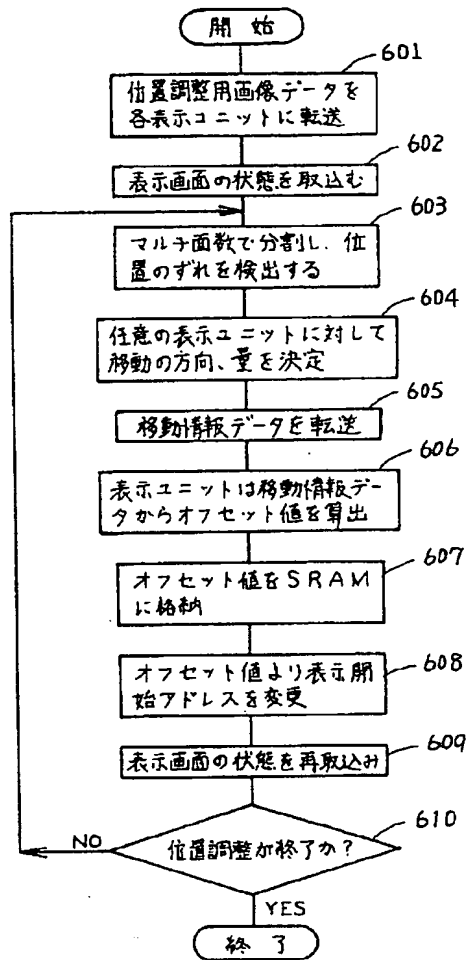 開始
601
位置調整用画像データを
各表示ユニットに転送
602
表示画面の状態を取込む
603
マルチ面数で分割し、位
置のずれを検出する
604
任意の表示ユニットに対して
移動の方向、量を決定
605
移動情報データを転送
606
表示ユニットは移動情報デー
タからオフセット値を算出
607
オフセット値をSRAM
に格納
608
オフセット値より表示開
始アドレスを変更
609
表示画面の状態を再取込み
610
位置調整が終了か?
NO
YES
終了